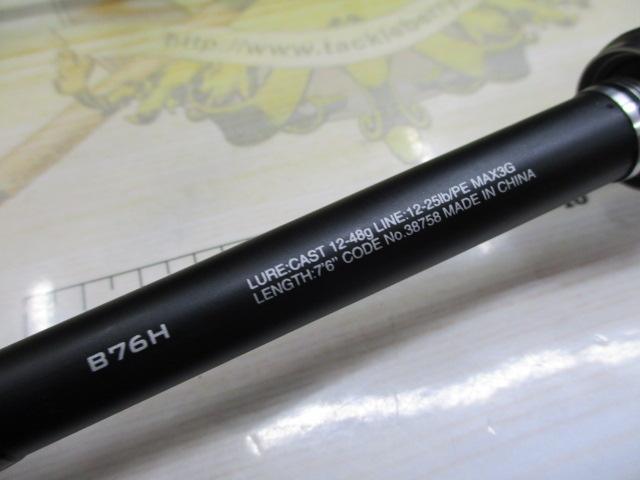 http://www.tackleberry
LURE:CAST 12-48g LINE:12-25lb/PE MAX3G
LENGTH:7'6" CODE No.38758 MADE IN CHINA
B76H